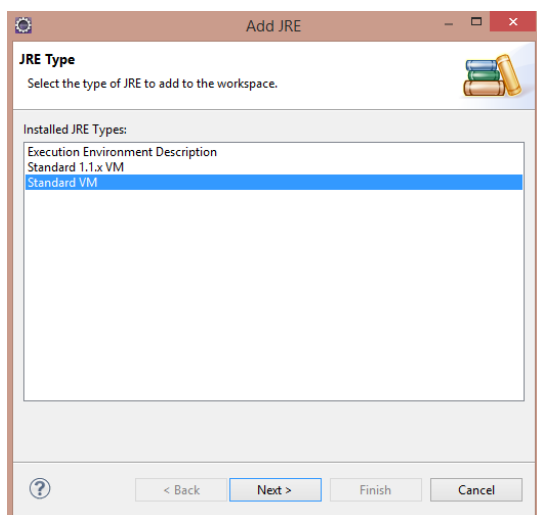 Add JRE
JRE Type
Select the type of JRE to add to the workspace.
Installed JRE Types:
Execution Environment Description
Standard 1.1.x VM
Standard VM
? < Back Next > Finish Cancel